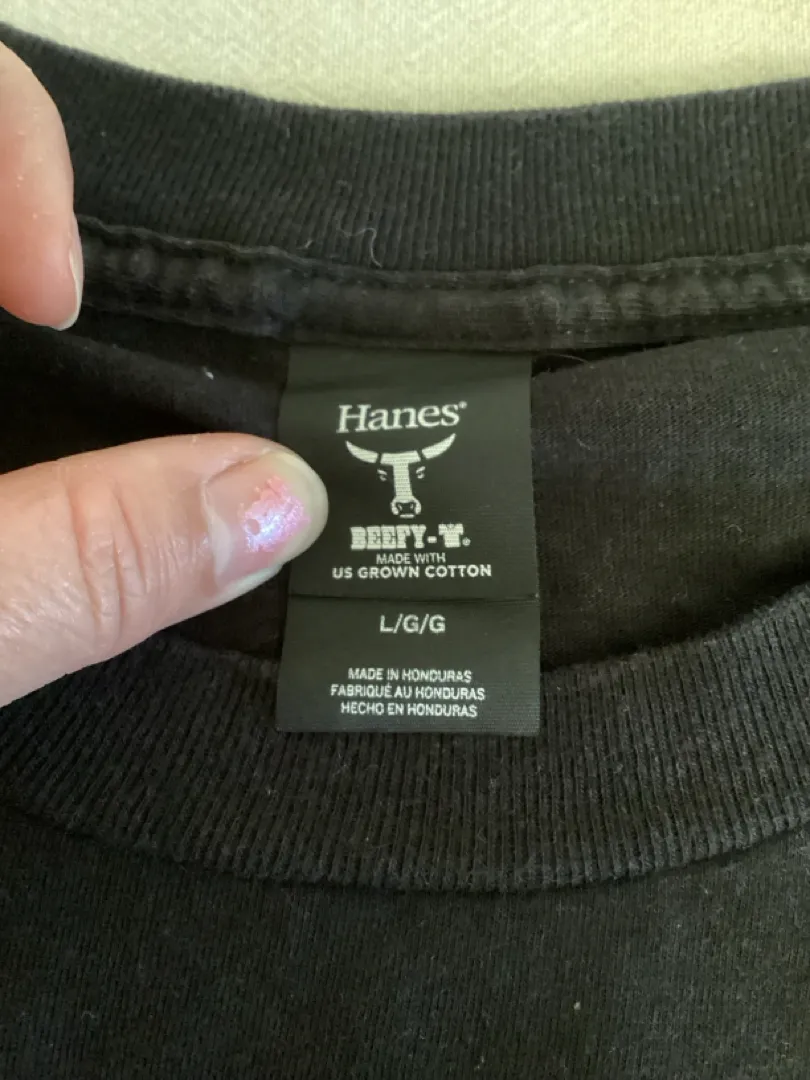 Hanes®
BEEFY-T®
MADE WITH
US GROWN COTTON
L/G/G
MADE IN HONDURAS
FABRIQUÉ AU HONDURAS
HECHO EN HONDURAS